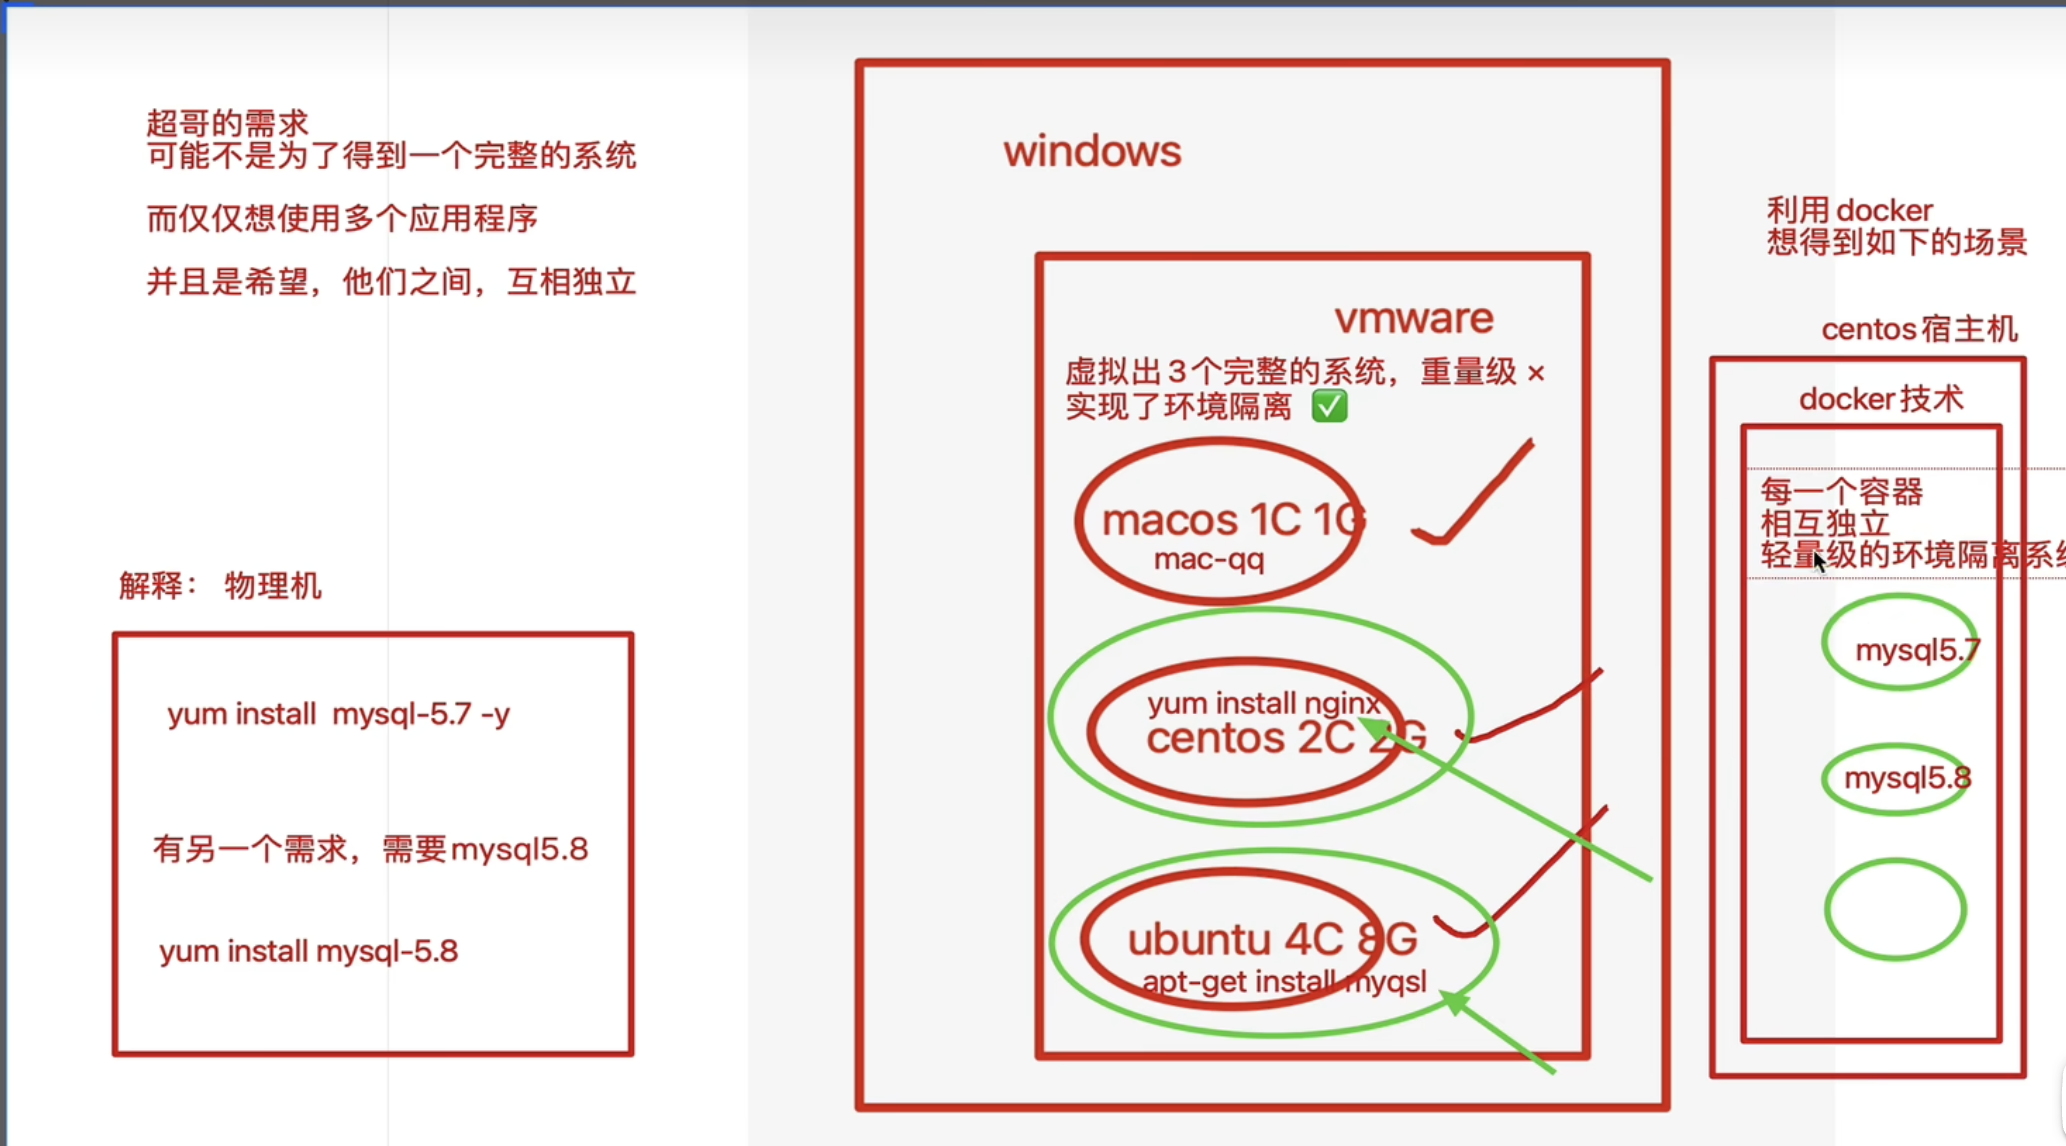 超哥的需求
可能不是为了得到一个完整的系统
而仅仅想使用多个应用程序
并且是希望，他们之间，互相独立
解释： 物理机
yum install mysql-5.7 -y
有另一个需求，需要mysql5.8
yum install mysql-5.8
windows
vmware
虚拟出3个完整的系统，重量级 ×
实现了环境隔离 ✅
macos 1C 1G
mac-qq
yum install nginx
centos 2C 2G
ubuntu 4C 8G
apt-get install myqsl
利用docker
想得到如下的场景
centos宿主机
docker技术
每一个容器
相互独立
轻量级的环境隔离系统
mysql5.7
mysql5.8